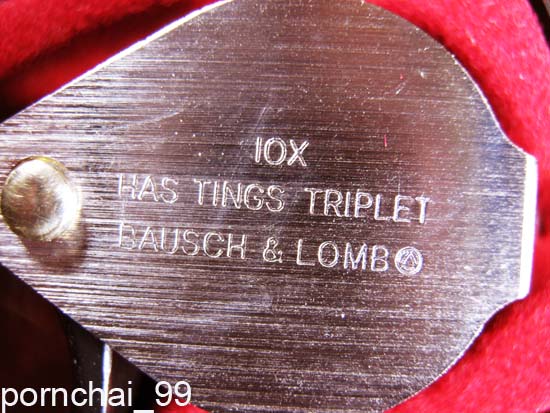 10X
HAS TINGS TRIPLET
BAUSCH & LOMB
pornchai_99